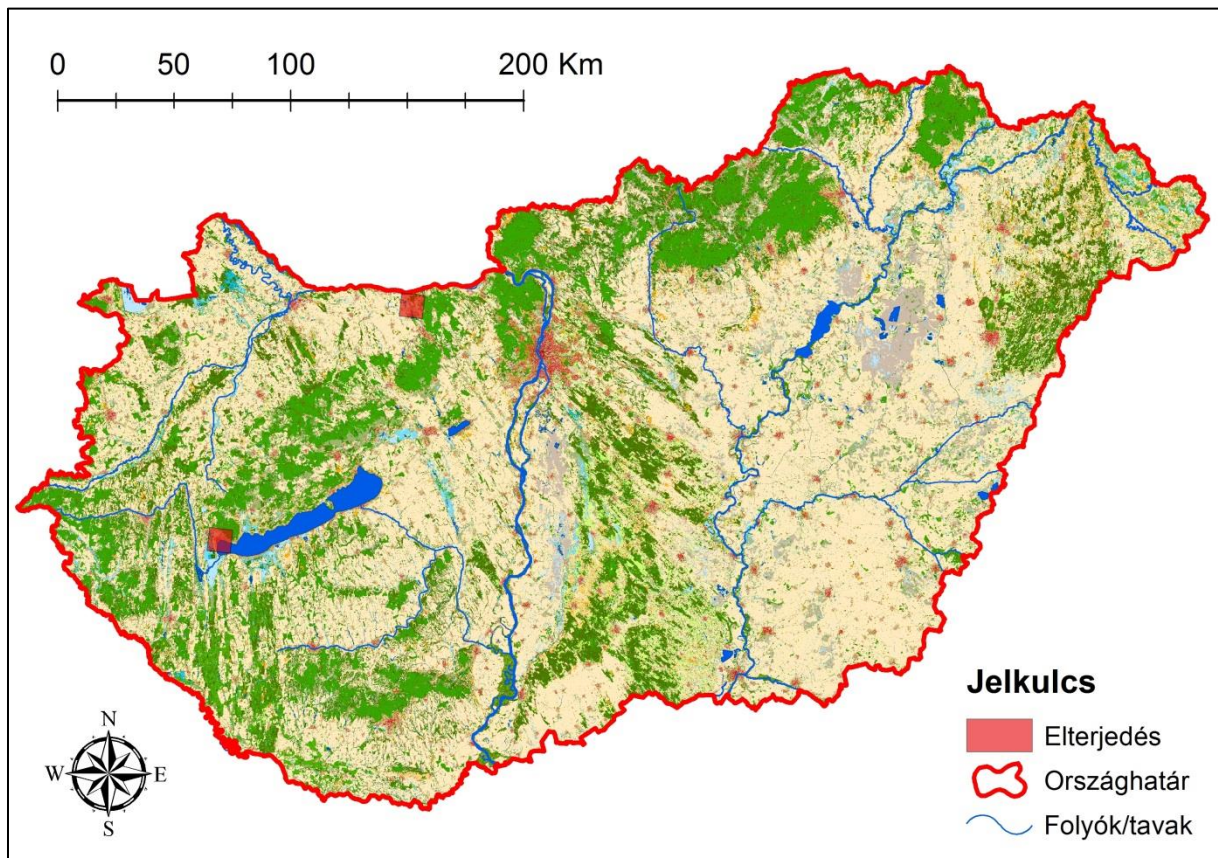 0 50 100 200 Km
N
W E
S
Jelkulcs
Elterjedés
Országhatár
Folyók/tavak